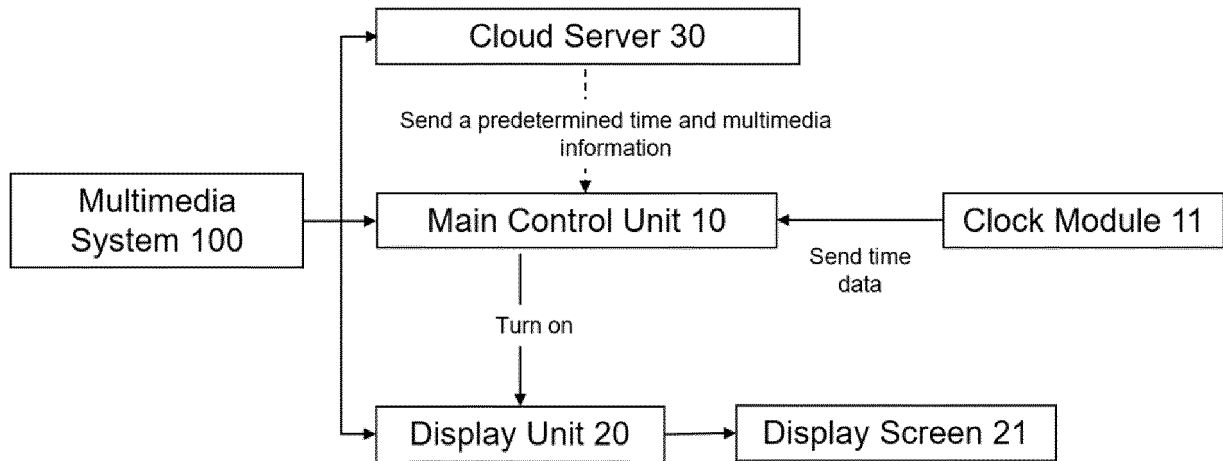 Cloud Server 30
Send a predetermined time and multimedia
information
Multimedia
System 100
Main Control Unit 10
Clock Module 11
Send time
data
Turn on
Display Unit 20
Display Screen 21